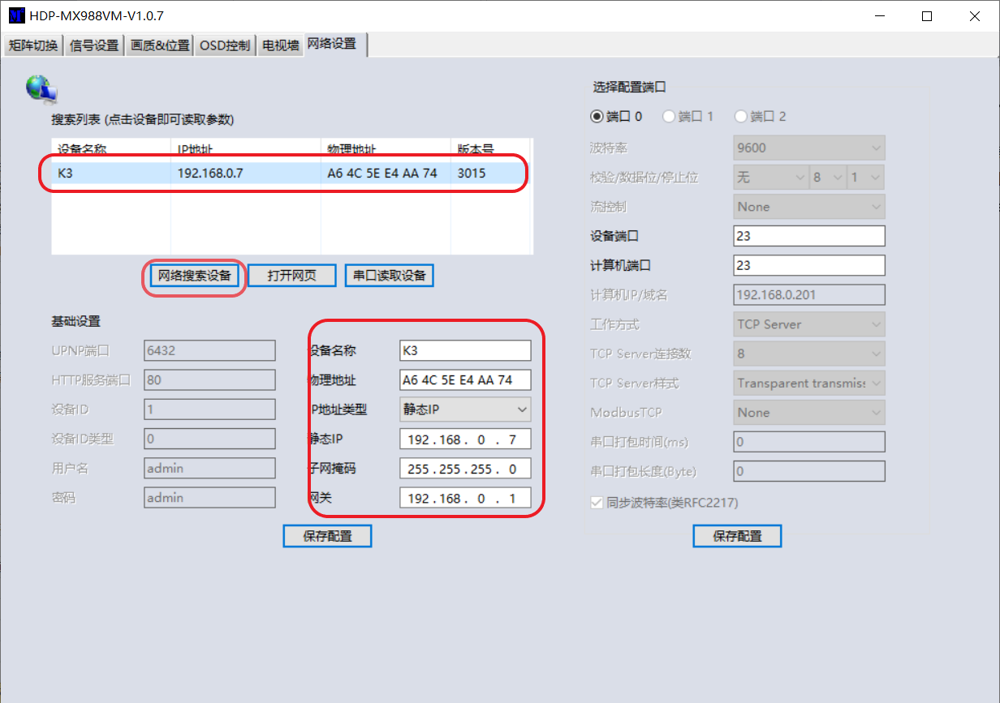 HDP-MX988VM-V1.0.7
矩阵切换 信号设置 画质&位置 OSD控制 电视墙 网络设置
搜索列表 (点击设备即可读取参数)
设备名称 IP地址 物理地址 版本号
K3 192.168.0.7 A6 4C 5E E4 AA 74 3015
网络搜索设备 打开网页 串口读取设备
基础设置
UPNP端口 6432 设备名称 K3
HTTP服务端口 80 物理地址 A6 4C 5E E4 AA 74
设备ID 1 IP地址类型 静态IP
设备ID类型 0 静态IP 192 . 168 . 0 . 7
用户名 admin 子网掩码 255 . 255 . 255 . 0
密码 admin 网关 192 . 168 . 0 . 1
保存配置
选择配置端口
端口 0 端口 1 端口 2
波特率 9600
校验/数据位/停止位 无 8 1
流控制 None
设备端口 23
计算机端口 23
计算机IP/域名 192.168.0.201
工作方式 TCP Server
TCP Server连接数 8
TCP Server样式 Transparent transmis
ModbusTCP None
串口打包时间(ms) 0
串口打包长度(Byte) 0
同步波特率(类RFC2217)
保存配置